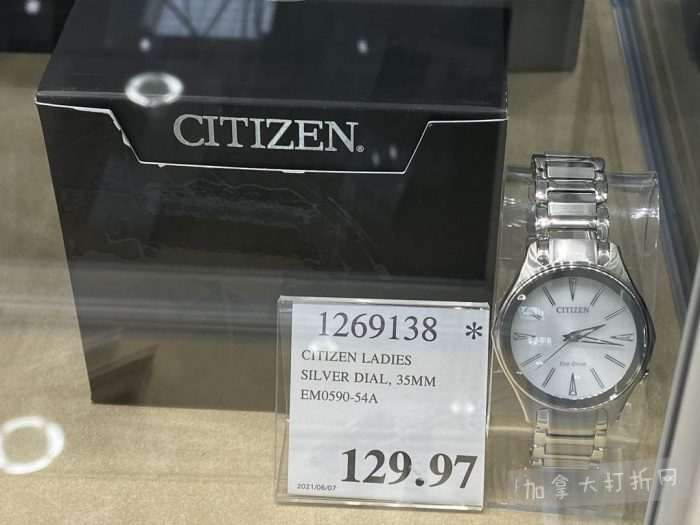 CITIZEN®
1269138 *
CITIZEN LADIES
SILVER DIAL, 35MM
EM0590-54A
129.97
2021/06/07
CITIZEN
Eco-Drive
加拿大打折网